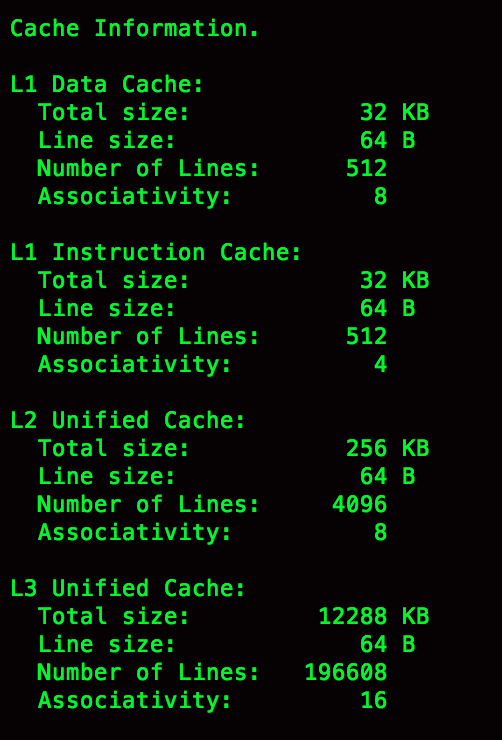 Cache Information.
L1 Data Cache:
Total size: 32 KB
Line size: 64 B
Number of Lines: 512
Associativity: 8
L1 Instruction Cache:
Total size: 32 KB
Line size: 64 B
Number of Lines: 512
Associativity: 4
L2 Unified Cache:
Total size: 256 KB
Line size: 64 B
Number of Lines: 4096
Associativity: 8
L3 Unified Cache:
Total size: 12288 KB
Line size: 64 B
Number of Lines: 196608
Associativity: 16